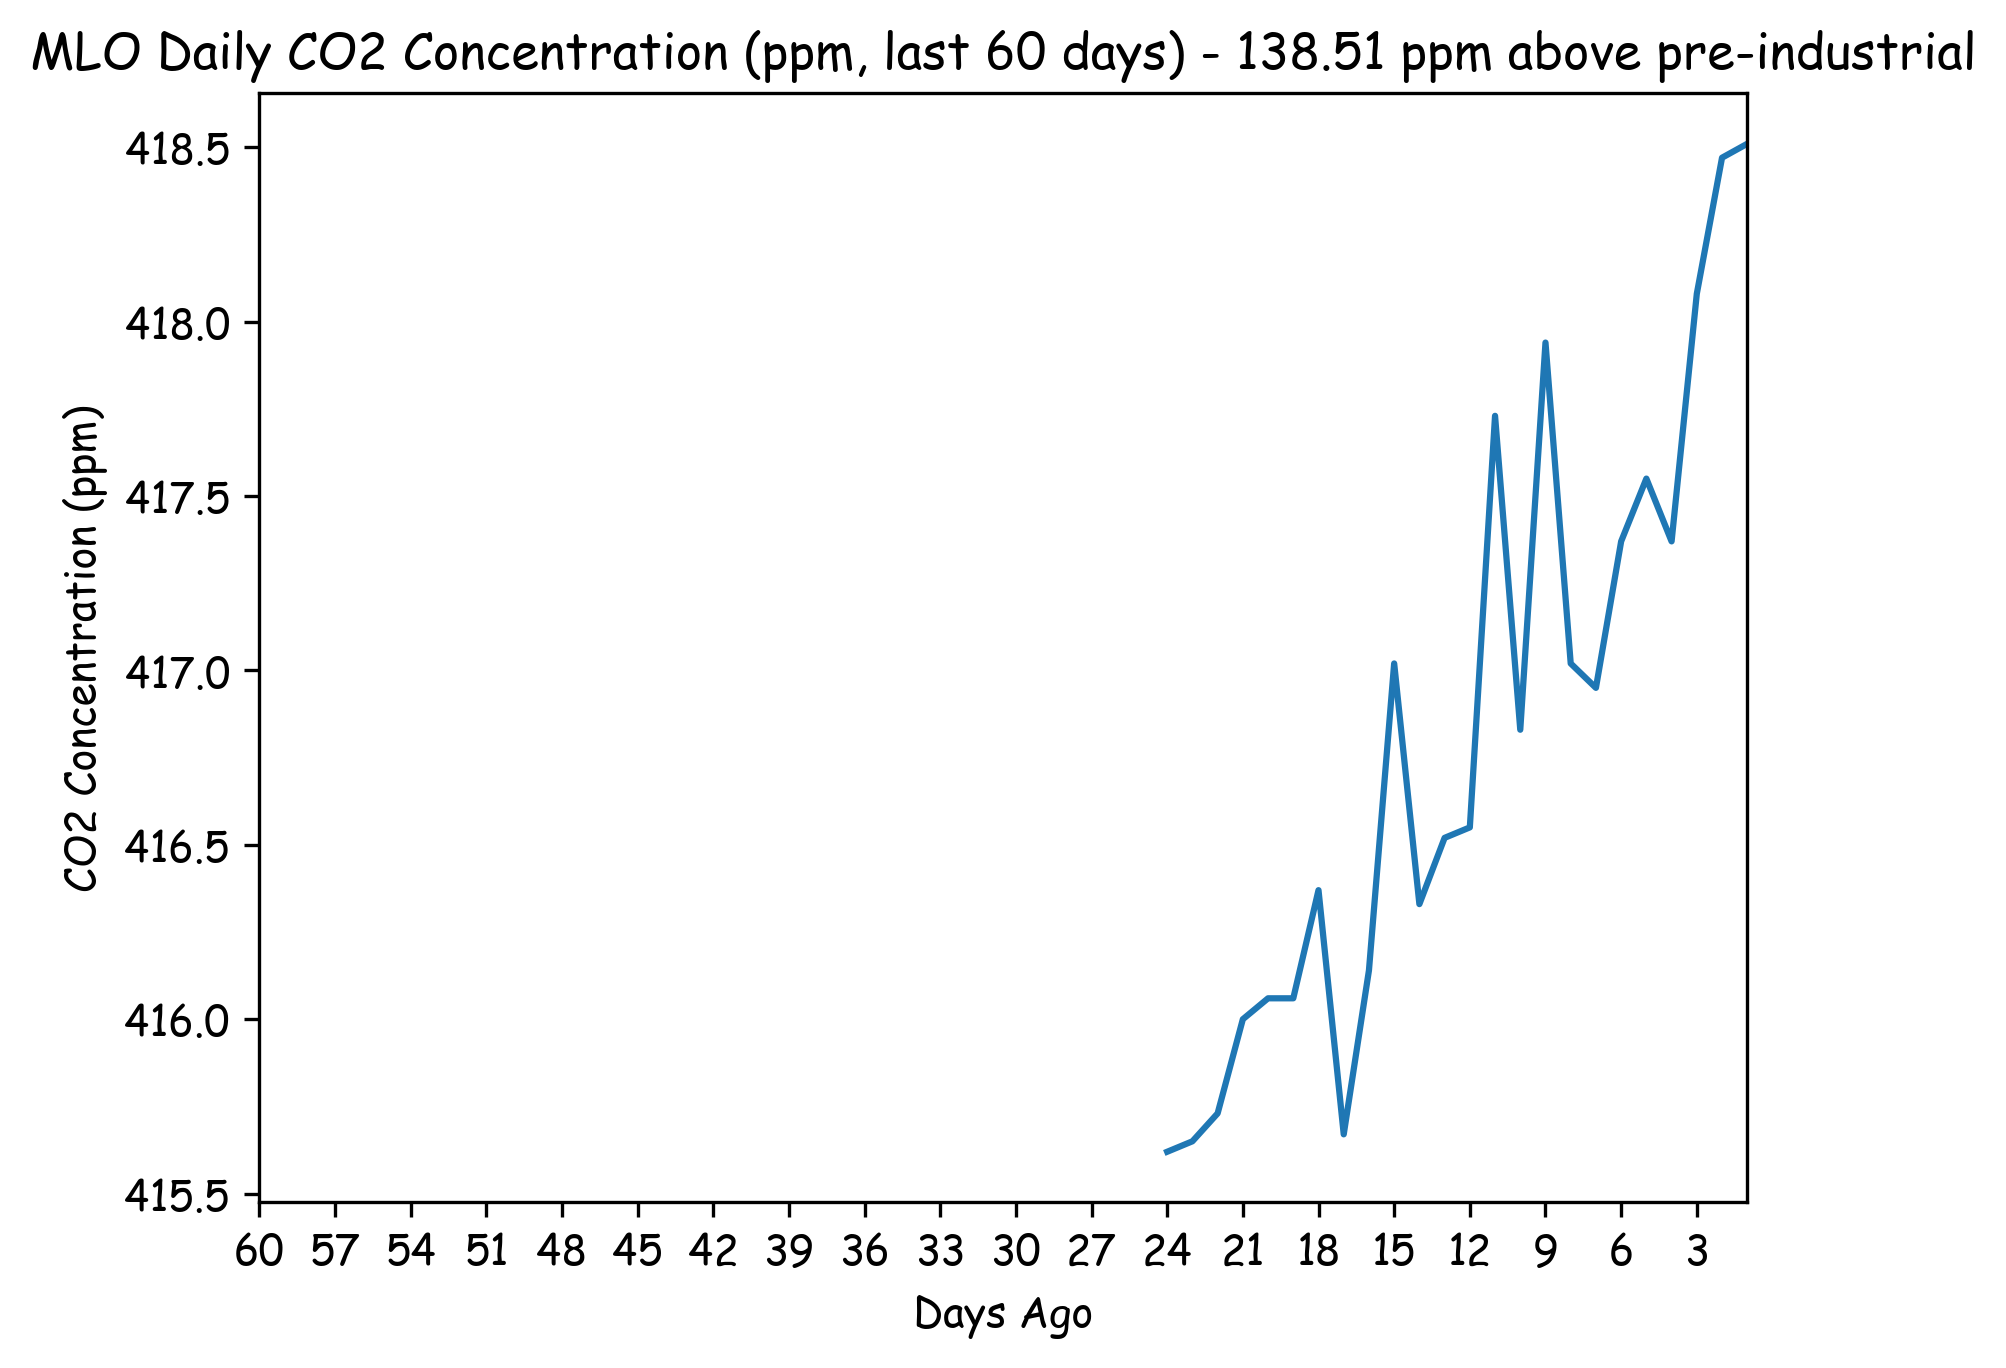 MLO Daily CO2 Concentration (ppm, last 60 days) - 138.51 ppm above pre-industrial
418.5
418.0
417.5
417.0
416.5
416.0
415.5
CO2 Concentration (ppm)
60 57 54 51 48 45 42 39 36 33 30 27 24 21 18 15 12 9 6 3
Days Ago